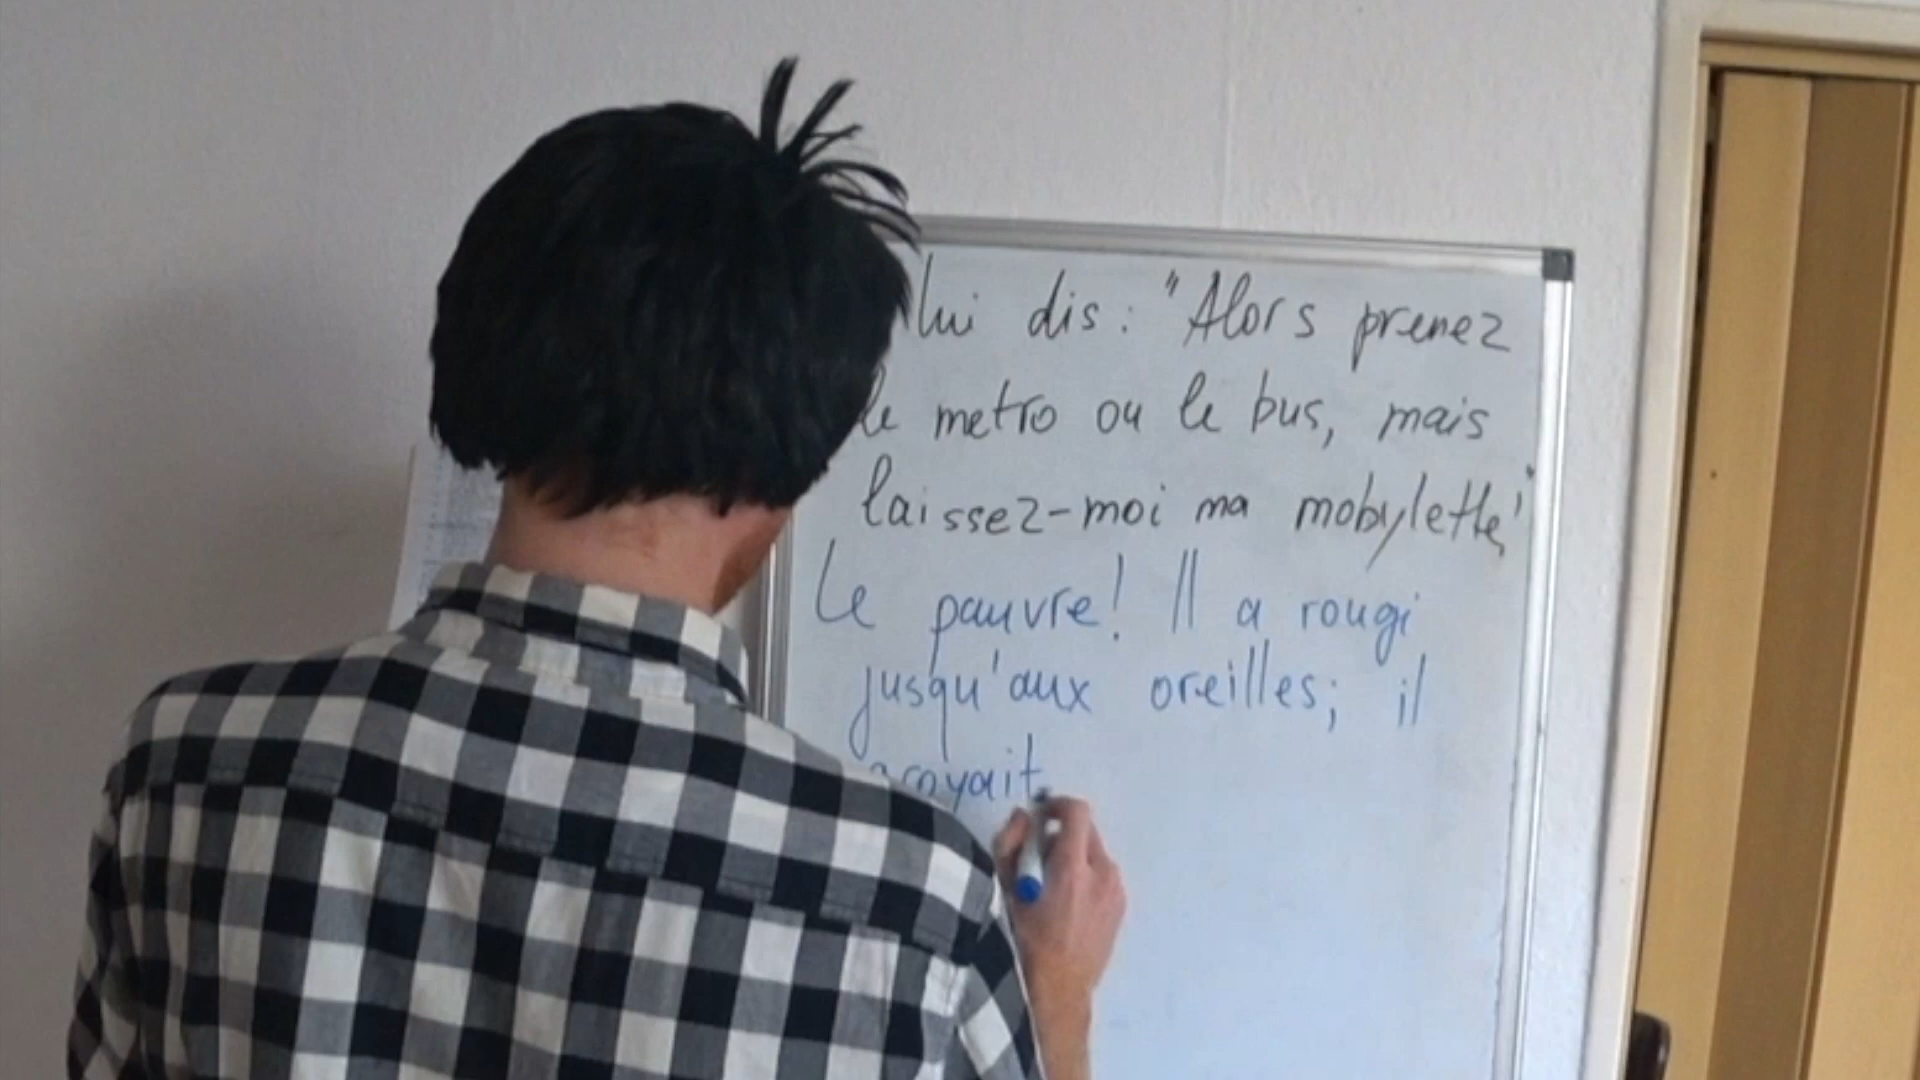 lui dis: "Alors prenez
le metro ou le bus, mais
laissez-moi ma mobylette,"
Le pauvre! Il a rougi
jusqu'aux oreilles; il
croyait